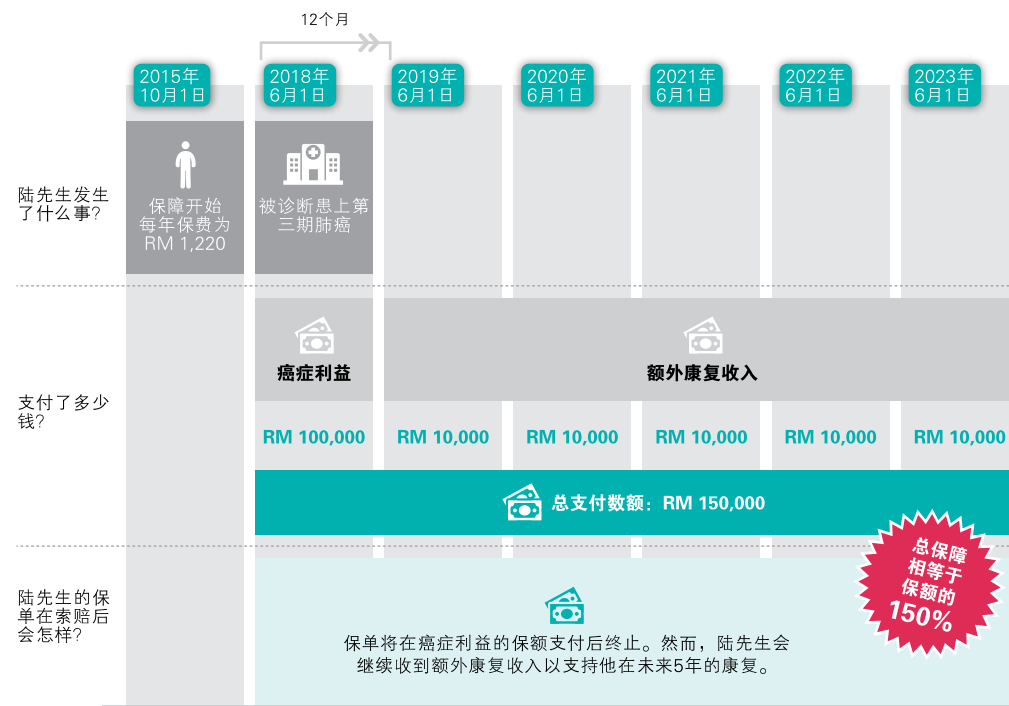 12个月
2015年
10月1日
2018年
6月1日
2019年
6月1日
2020年
6月1日
2021年
6月1日
2022年
6月1日
2023年
6月1日
陆先生发生
了什么事?
保障开始
每年保费为
RM 1,220
被诊断患上第
三期肺癌
支付了多少
钱?
癌症利益
额外康复收入
RM 100,000
RM 10,000
RM 10,000
RM 10,000
RM 10,000
RM 10,000
总支付数额：RM 150,000
总保障
相等于
保额的
150%
陆先生的保
单在索赔后
会怎样?
保单将在癌症利益的保额支付后终止。然而，陆先生会
继续收到额外康复收入以支持他在未来5年的康复。